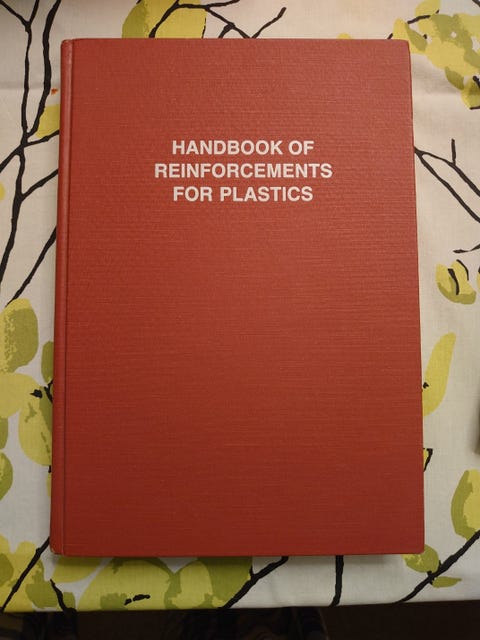 HANDBOOK OF
REINFORCEMENTS
FOR PLASTICS